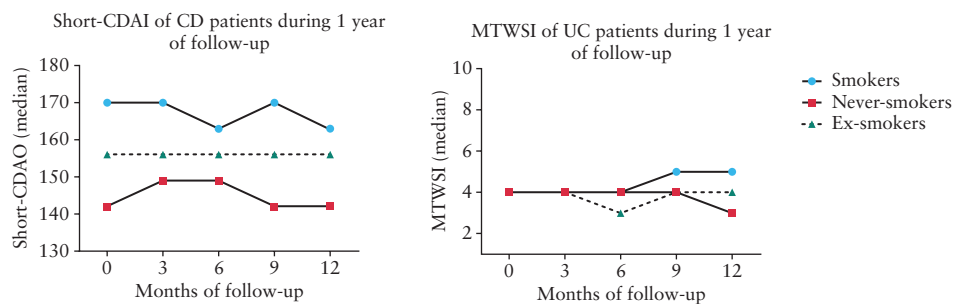 Short-CDAI of CD patients during 1 year
of follow-up
Short-CDAO (median)
180
170
160
150
140
130
0 3 6 9 12
Months of follow-up
MTWSI of UC patients during 1 year
of follow-up
MTWSI (median)
10
8
6
4
2
0 3 6 9 12
Months of follow-up
Smokers
Never-smokers
Ex-smokers